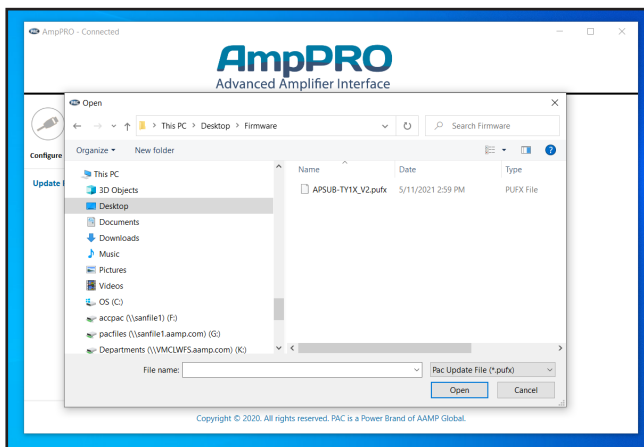 AmpPRO - Connected
AmpPRO
Advanced Amplifier Interface
Open
This PC > Desktop > Firmware
Search Firmware
Organize
New folder
Configure
Update
Name
Date
Type
This PC
3D Objects
Desktop
Documents
Downloads
Music
Pictures
Videos
OS (C:)
accpac (\\sanfile1) (F:)
pacfiles (\\sanfile1.aamp.com) (G:)
Departments (\\VMCLWFS.aamp.com) (K:)
APSUB-TY1X_V2.pufx 5/11/2021 2:59 PM PUFX File
File name:
Pac Update File (*.pufx)
Open
Cancel
Copyright © 2020. All rights reserved. PAC is a Power Brand of AAMP Global.